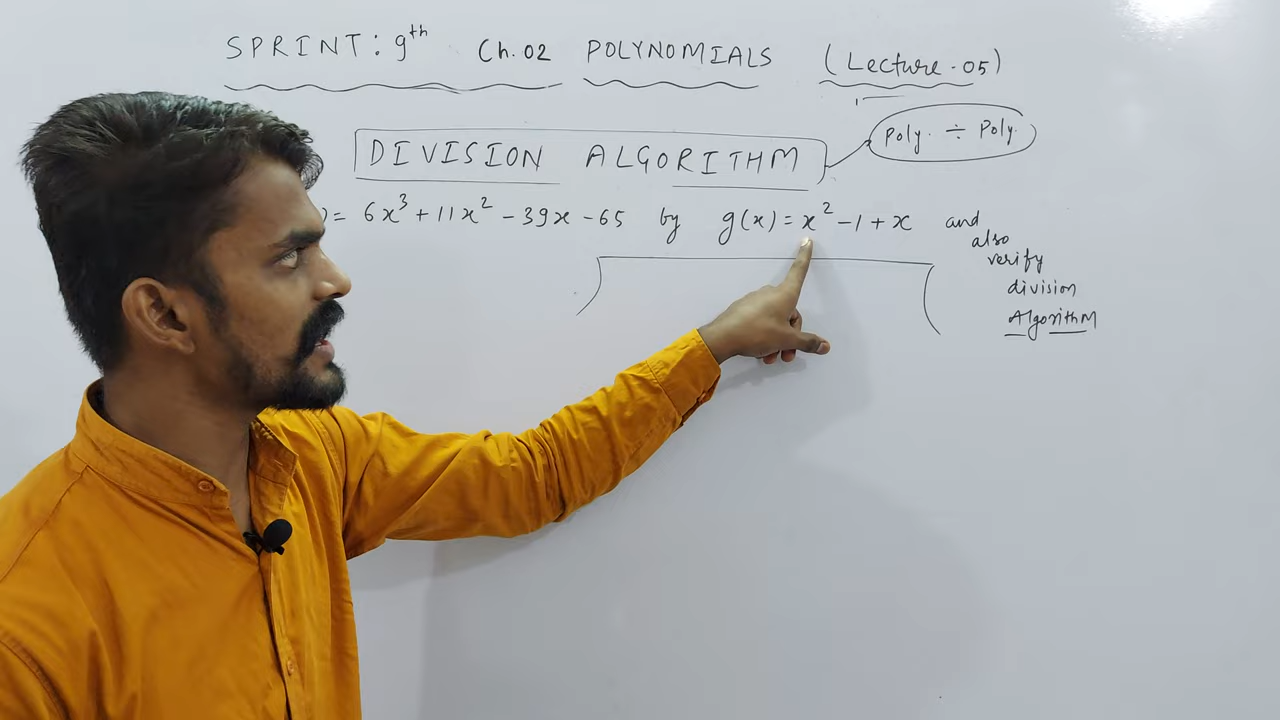 SPRINT: 9th Ch. 02 POLYNOMIALS (Lecture-05)
DIVISION ALGORITHM
Poly. ÷ Poly.
)= 6x³ + 11x² - 39x - 65 by g(x) = x² - 1 + x and
also
verify
division
Algorithm